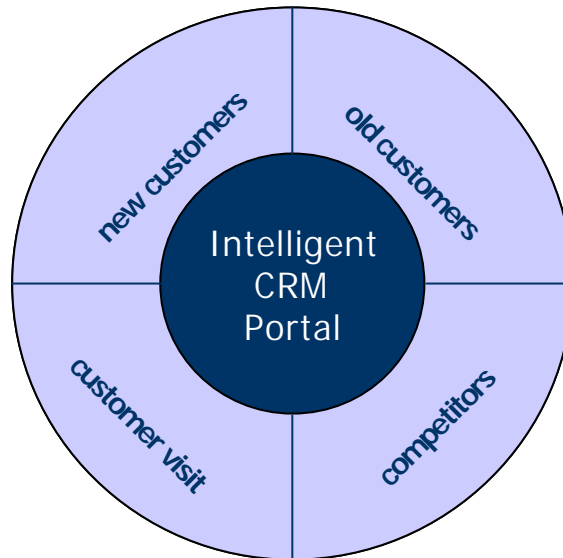 new customers
old customers
Intelligent
CRM
Portal
customer visit
competitors